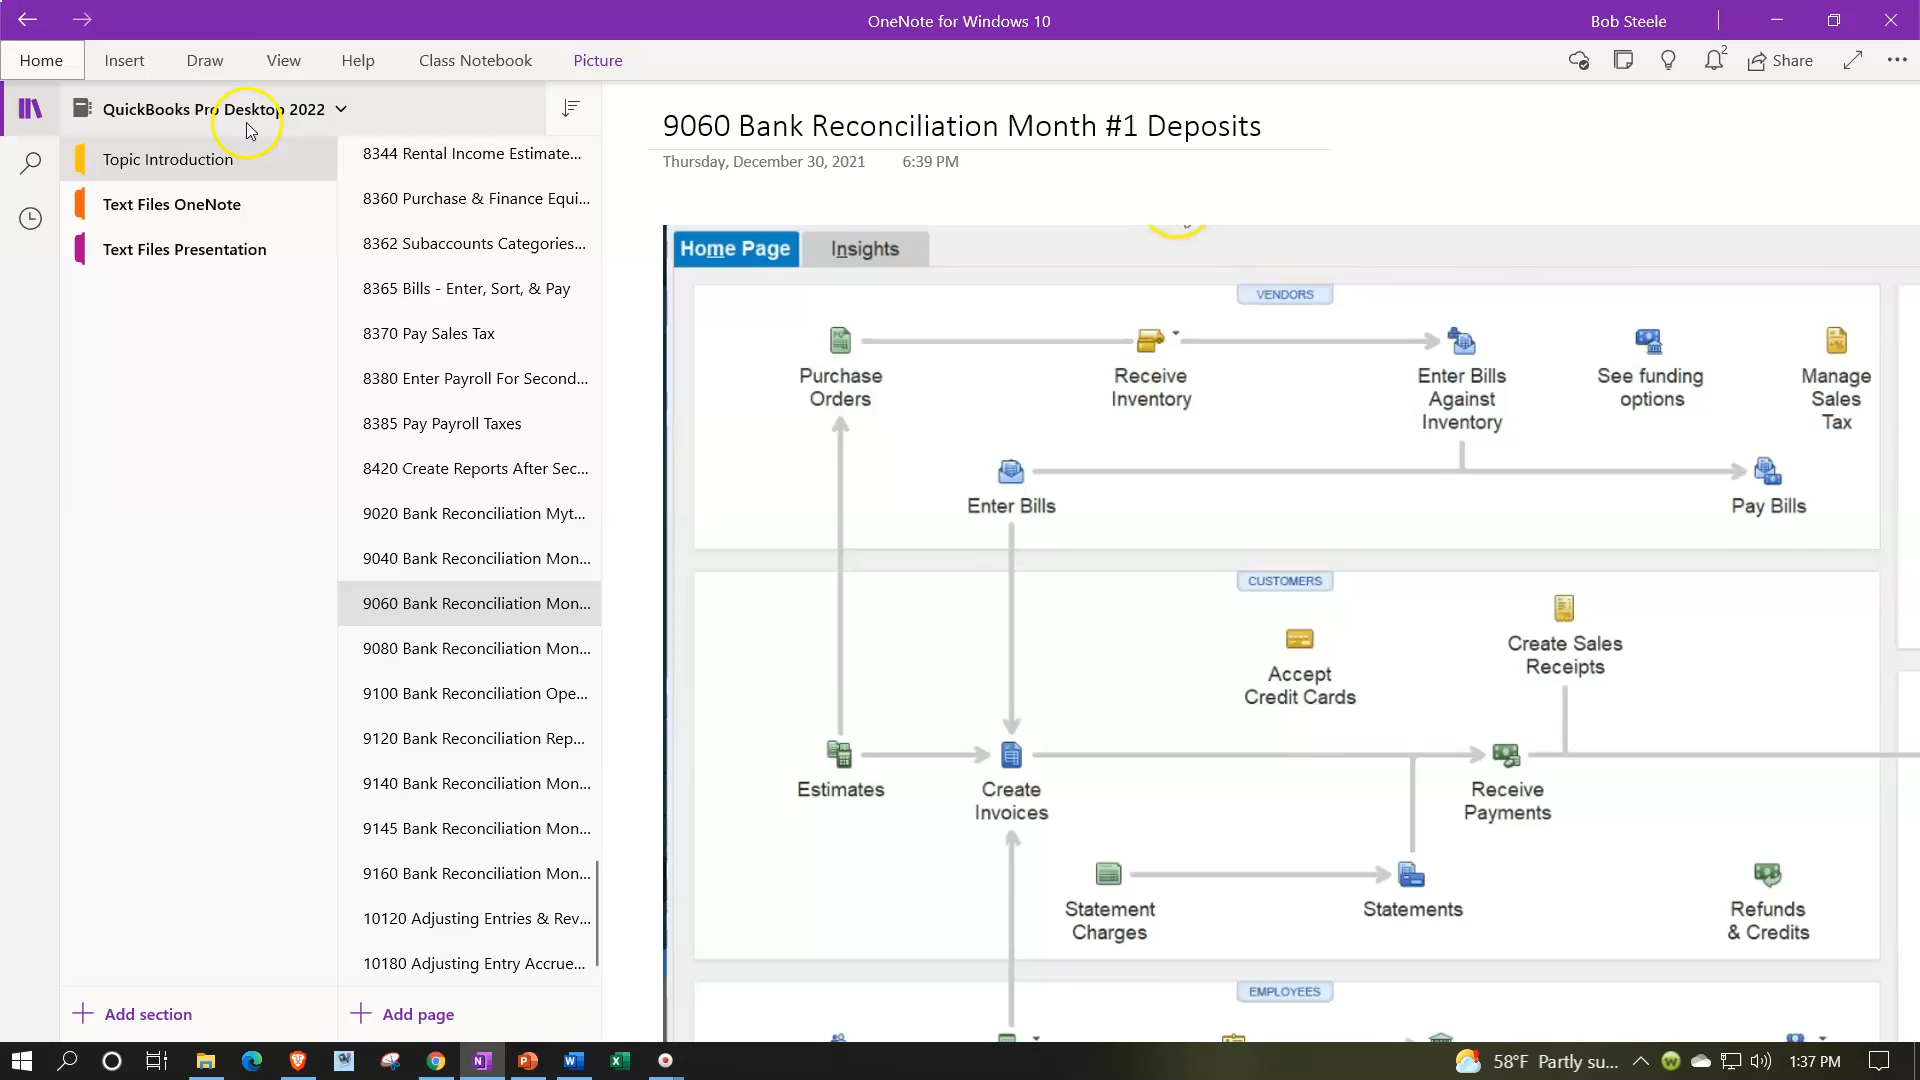 OneNote for Windows 10
Bob Steele
Home
Insert
Draw
View
Help
Class Notebook
Picture
2
Share
QuickBooks Pro Desktop 2022
Topic Introduction
Text Files OneNote
Text Files Presentation
8344 Rental Income Estimate...
8360 Purchase & Finance Equi...
8362 Subaccounts Categories...
8365 Bills - Enter, Sort, & Pay
8370 Pay Sales Tax
8380 Enter Payroll For Second...
8385 Pay Payroll Taxes
8420 Create Reports After Sec...
9020 Bank Reconciliation Myt...
9040 Bank Reconciliation Mon...
9060 Bank Reconciliation Mon...
9080 Bank Reconciliation Mon...
9100 Bank Reconciliation Ope...
9120 Bank Reconciliation Rep...
9140 Bank Reconciliation Mon...
9145 Bank Reconciliation Mon...
9160 Bank Reconciliation Mon...
10120 Adjusting Entries & Rev...
10180 Adjusting Entry Accrue...
Add section
Add page
9060 Bank Reconciliation Month #1 Deposits
Thursday, December 30, 2021
6:39 PM
Home Page
Insights
VENDORS
Purchase
Orders
Receive
Inventory
Enter Bills
Against
Inventory
See funding
options
Manage
Sales
Tax
Enter Bills
Pay Bills
CUSTOMERS
Accept
Credit Cards
Create Sales
Receipts
Estimates
Create
Invoices
Receive
Payments
Statement
Charges
Statements
Refunds
& Credits
EMPLOYEES
58°F Partly su...
1:37 PM